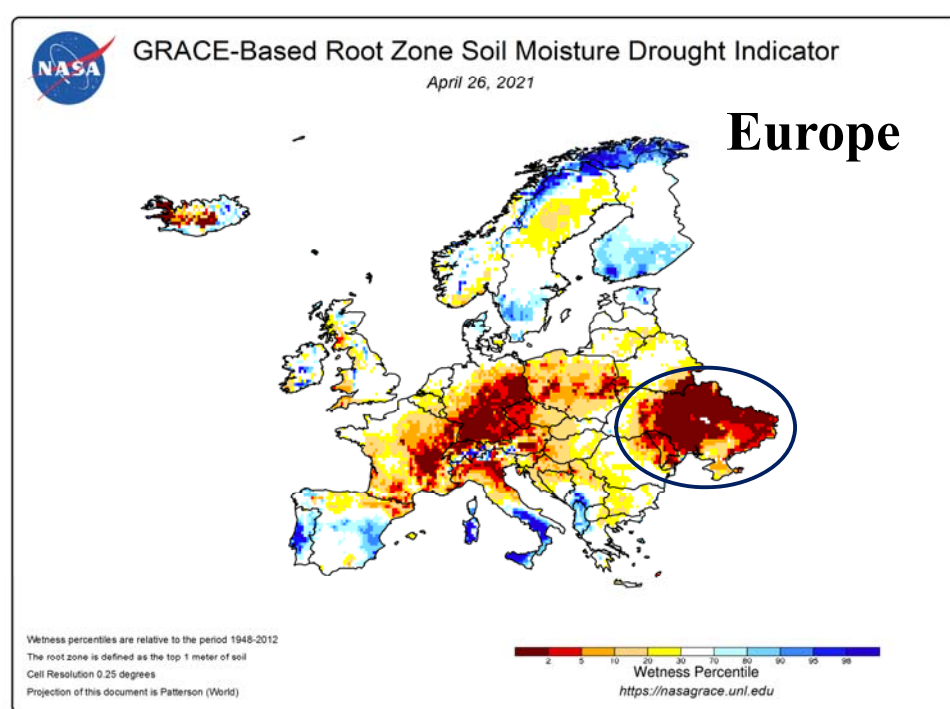 NASA
GRACE-Based Root Zone Soil Moisture Drought Indicator
April 26, 2021
Europe
Wetness percentiles are relative to the period 1948-2012
The root zone is defined as the top 1 meter of soil
Cell Resolution 0.25 degrees
Projection of this document is Patterson (World)
2 5 10 20 30 70 80 90 95 98
Wetness Percentile
https://nasagrace.unl.edu